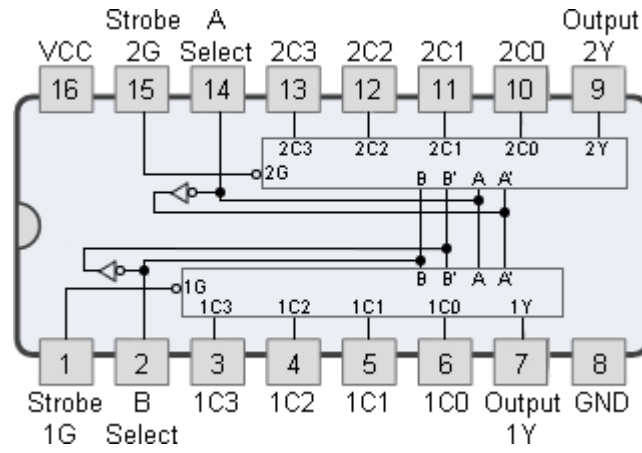 Strobe A Output
VCC 2G Select 2C3 2C2 2C1 2C0 2Y
16 15 14 13 12 11 10 9
2C3 2C2 2C1 2C0 2Y
2G
B B' A A'
B B' A A'
1G
1C3 1C2 1C1 1C0 1Y
1 2 3 4 5 6 7 8
Strobe B 1C3 1C2 1C1 1C0 Output GND
1G Select 1Y